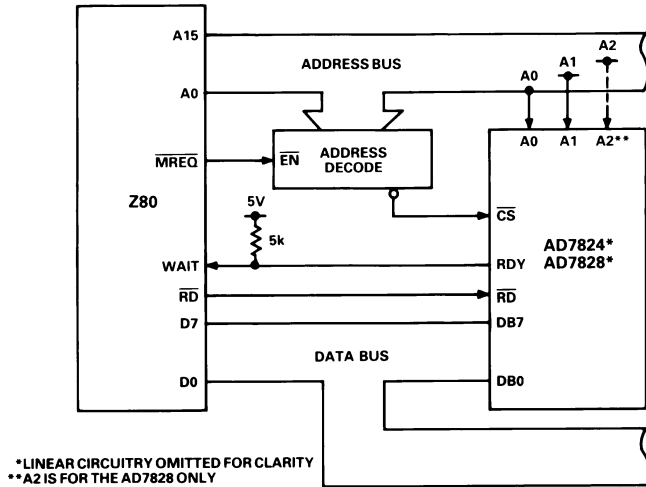 A15
ADDRESS BUS
A2
A1
A0
A0
A0 A1 A2**
MREQ
EN
ADDRESS
DECODE
Z80
5V
5k
CS
AD7824*
AD7828*
WAIT
RDY
RD
RD
D7
DB7
DATA BUS
D0
DB0
*LINEAR CIRCUITRY OMITTED FOR CLARITY
**A2 IS FOR THE AD7828 ONLY